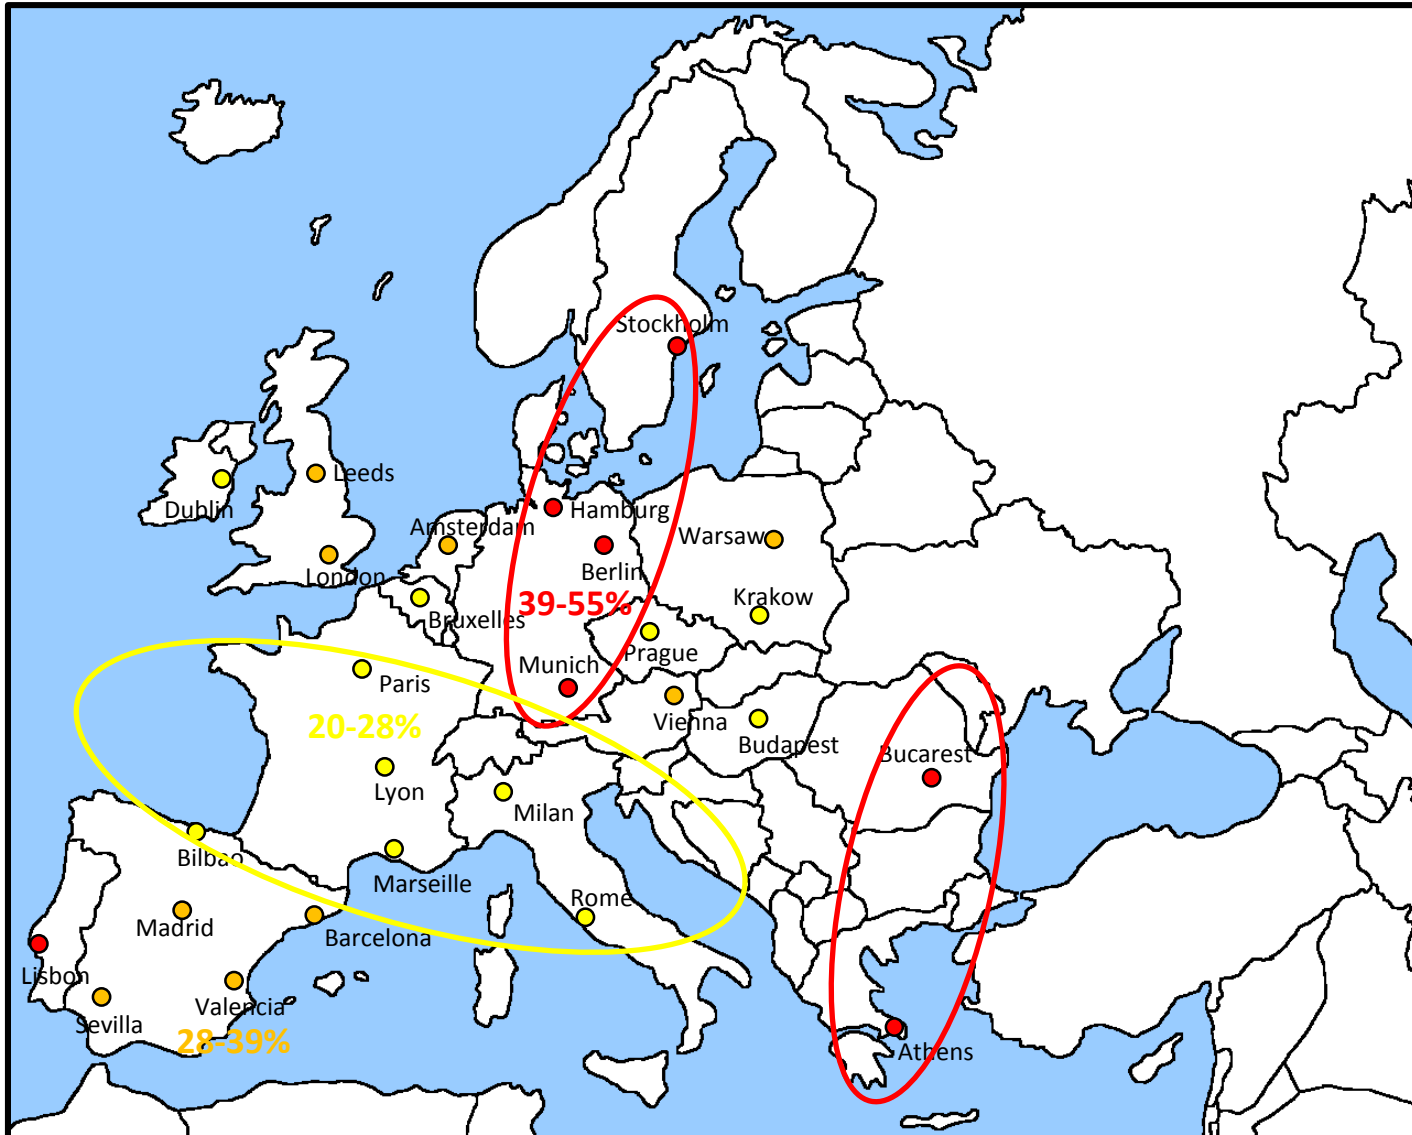 Stockholm
Leeds
Dublin
Hamburg
Amsterdam
Warsaw
London
Berlin
39-55%
Krakow
Bruxelles
Prague
Munich
Paris
Vienna
20-28%
Budapest
Bucarest
Lyon
Milan
Bilbao
Marseille
Rome
Madrid
Barcelona
Lisbon
Valencia
Sevilla
28-39%
Athens